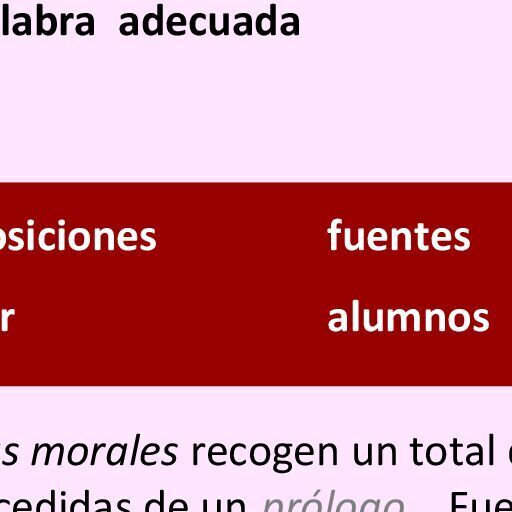 labra adecuada
osiciones fuentes
r alumnos
s morales recogen un total
cedidas de un prólogo. Fue